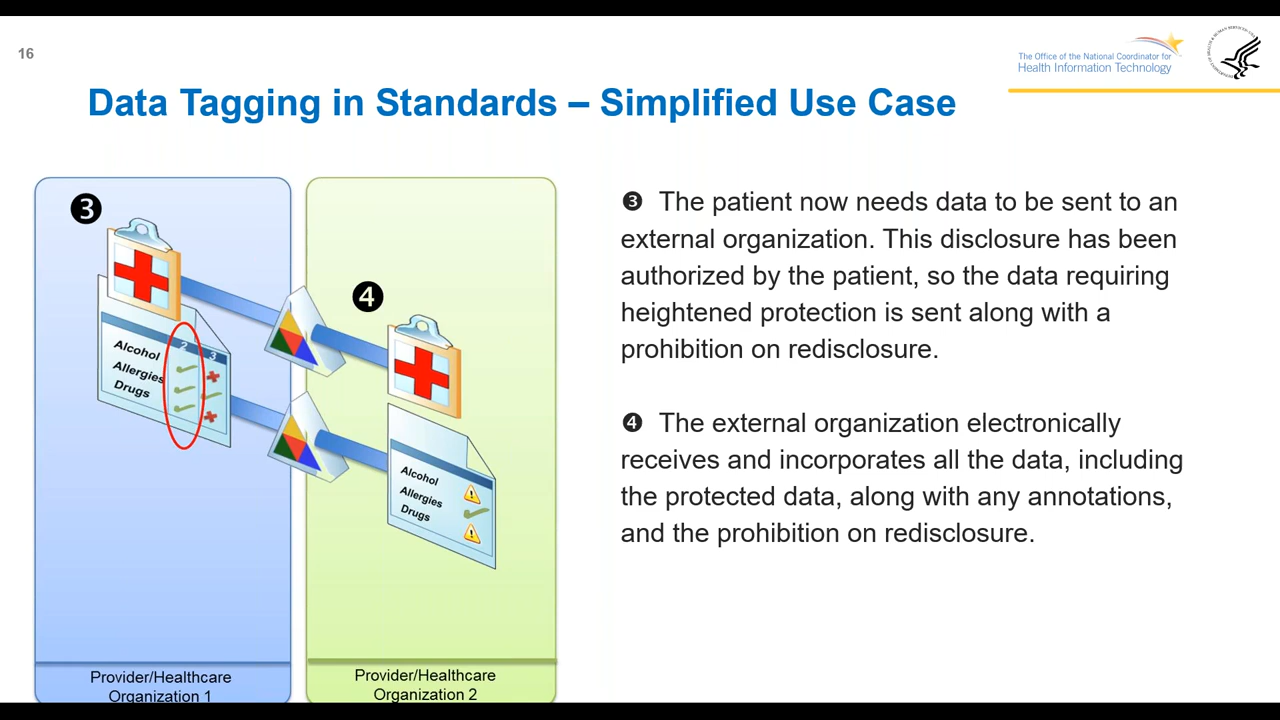 16
The Office of the National Coordinator for
Health Information Technology
Data Tagging in Standards – Simplified Use Case
❸
2 3
Alcohol
Allergies
Drugs
Provider/Healthcare
Organization 1
❹
Alcohol
Allergies
Drugs
Provider/Healthcare
Organization 2
❸ The patient now needs data to be sent to an
external organization. This disclosure has been
authorized by the patient, so the data requiring
heightened protection is sent along with a
prohibition on redisclosure.
❹ The external organization electronically
receives and incorporates all the data, including
the protected data, along with any annotations,
and the prohibition on redisclosure.